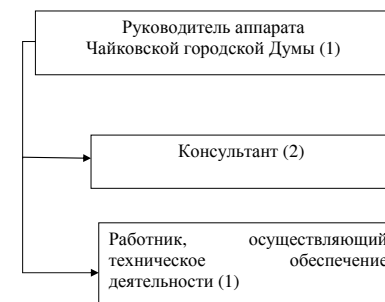 Руководитель аппарата
Чайковской городской Думы (1)
Консультант (2)
Работник, осуществляющий
техническое обеспечение
деятельности (1)